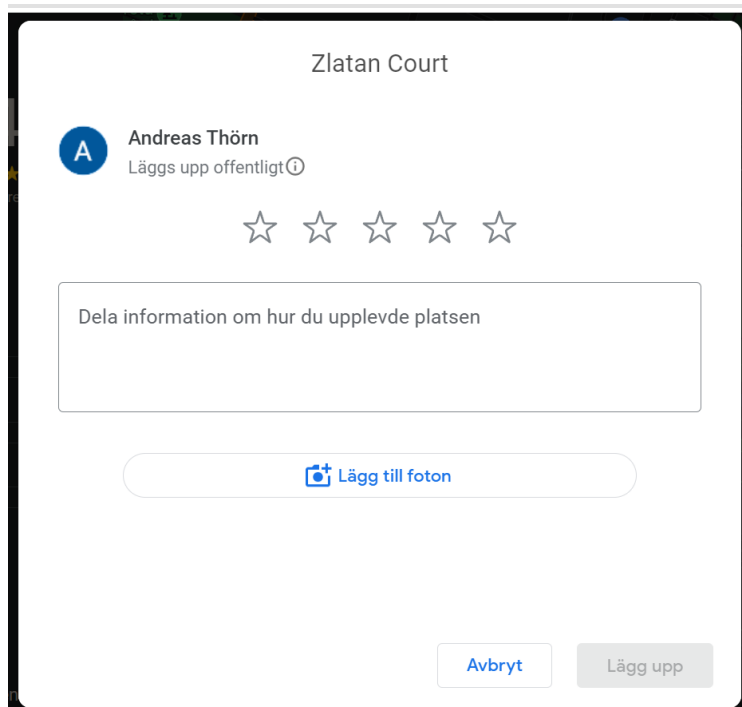 Zlatan Court
A
Andreas Thörn
Läggs upp offentligt
Dela information om hur du upplevde platsen
Lägg till foton
Avbryt
Lägg upp